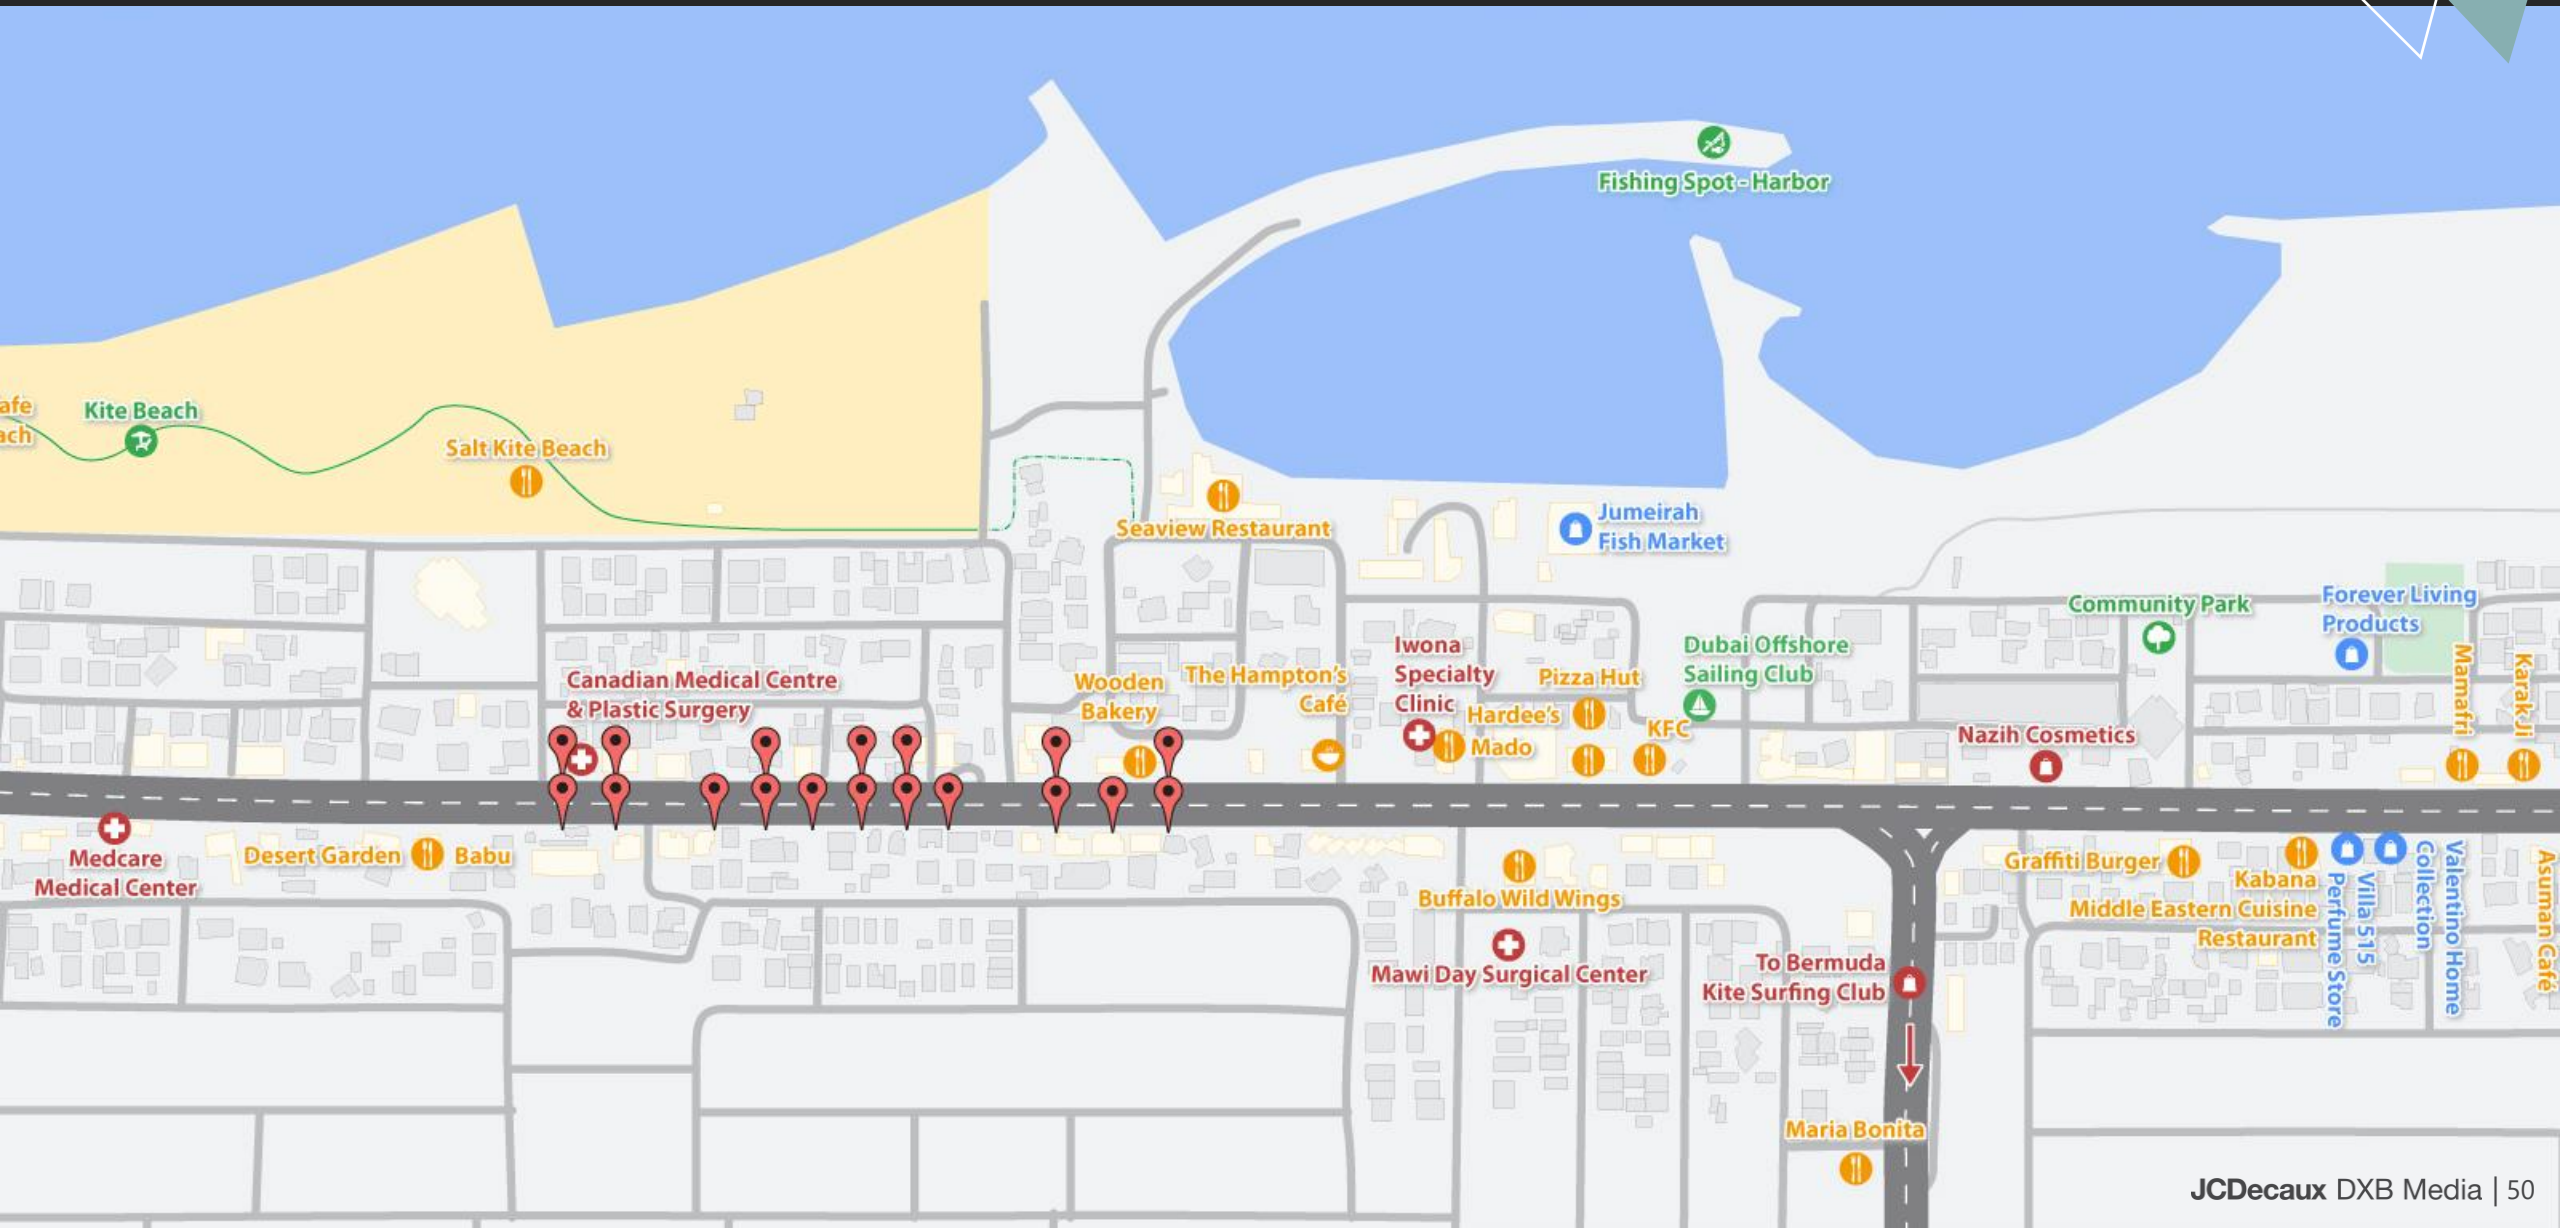 Fishing Spot - Harbor
afe
ach
Kite Beach
Salt Kite Beach
Seaview Restaurant
Jumeirah
Fish Market
Community Park
Forever Living
Products
Canadian Medical Centre
& Plastic Surgery
Wooden
Bakery
The Hampton's
Café
Iwona
Specialty
Clinic
Pizza Hut
Hardee's
Mado
KFC
Dubai Offshore
Sailing Club
Nazih Cosmetics
Mamafri
Karak Ji
Medcare
Medical Center
Desert Garden
Babu
Buffalo Wild Wings
Mawi Day Surgical Center
To Bermuda
Kite Surfing Club
Graffiti Burger
Kabana
Middle Eastern Cuisine
Restaurant
Villa 515
Perfume Store
Valentino Home
Collection
Asuman Café
Maria Bonita
JCDecaux DXB Media | 50